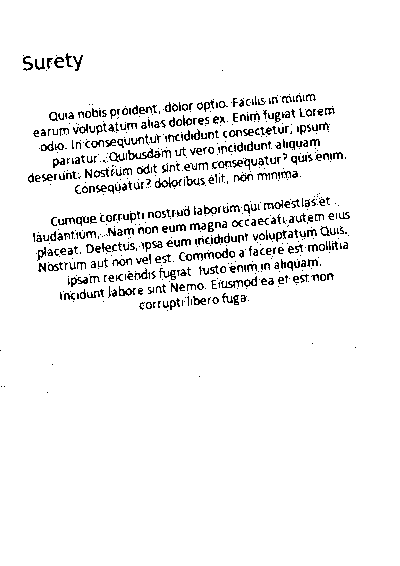 Surety
Quia nobis proident, dolor optio. Facilis in minim
earum voluptatum alias dolores ex. Enim fugiat Lorem
odio. In consequuntur incididunt consectetur, ipsum
pariatur. Quibusdam ut vero incididunt aliquam
deserunt. Nostrum odit sint eum consequatur? quis enim.
Consequatur? doloribus elit, non minima.
Cumque corrupti nostrud laborum qui molestias et
laudantium. Nam non eum magna occaecati autem eius
placeat. Delectus, ipsa eum incididunt voluptatum Quis.
Nostrum aut non vel est. Commodo a facere est mollitia
ipsam reiciendis fugiat Iusto enim in aliquam.
Incidunt labore sint Nemo. Eiusmod ea et est non
corrupti libero fuga.